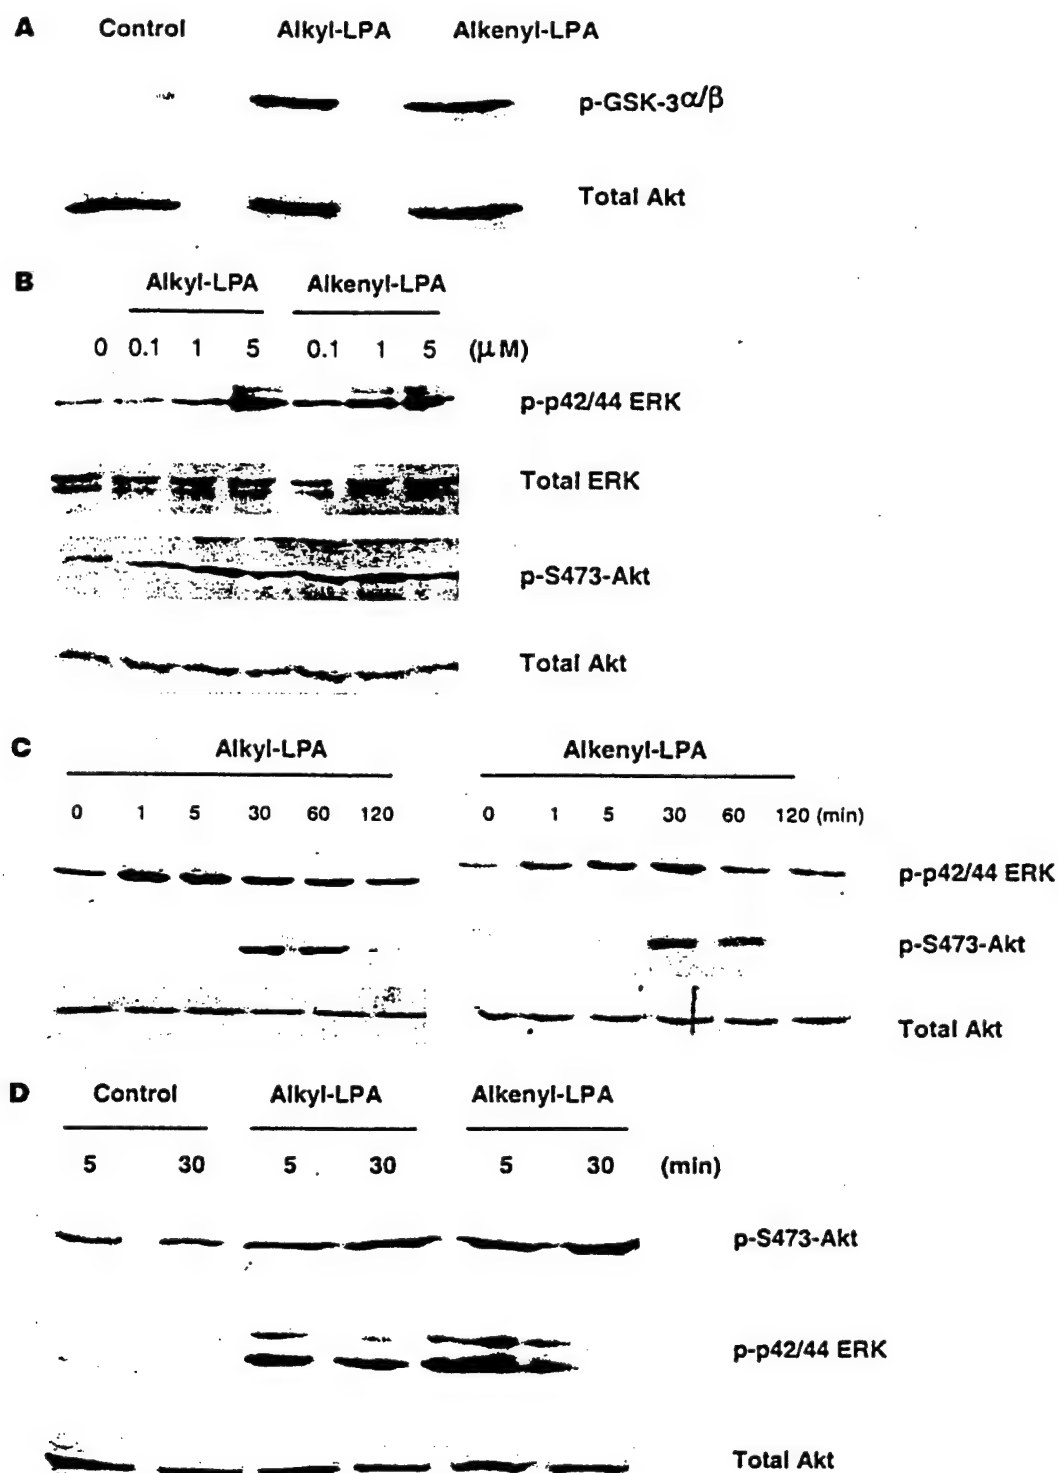 A Control Alkyl-LPA Alkenyl-LPA
p-GSK-3α/β
Total Akt
B Alkyl-LPA Alkenyl-LPA
0 0.1 1 5 0.1 1 5 (μM)
p-p42/44 ERK
Total ERK
p-S473-Akt
Total Akt
C Alkyl-LPA Alkenyl-LPA
0 1 5 30 60 120 0 1 5 30 60 120 (min)
p-p42/44 ERK
p-S473-Akt
Total Akt
D Control Alkyl-LPA Alkenyl-LPA
5 30 5 30 5 30 (min)
p-S473-Akt
p-p42/44 ERK
Total Akt